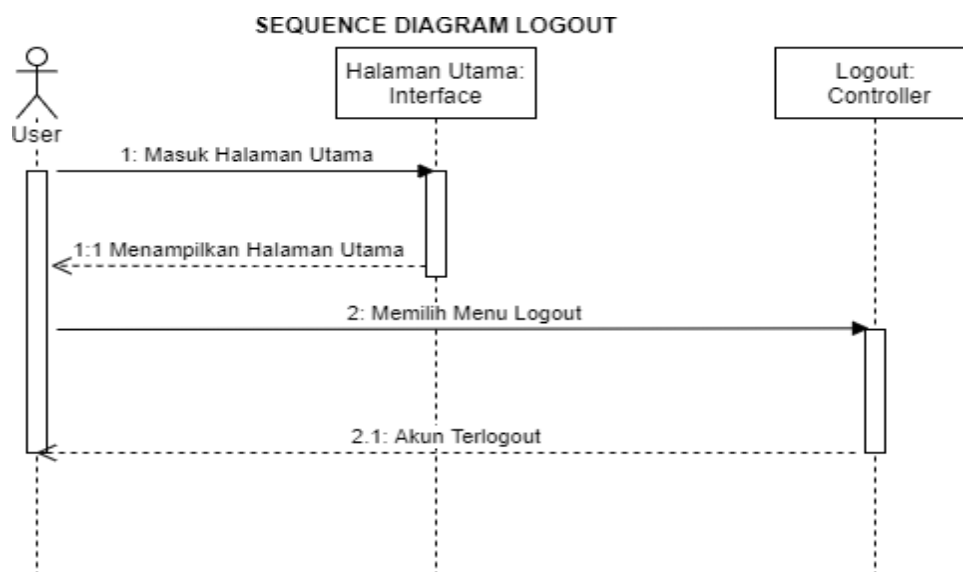 SEQUENCE DIAGRAM LOGOUT
User
Halaman Utama:
Interface
Logout:
Controller
1: Masuk Halaman Utama
1:1 Menampilkan Halaman Utama
2: Memilih Menu Logout
2.1: Akun Terlogout